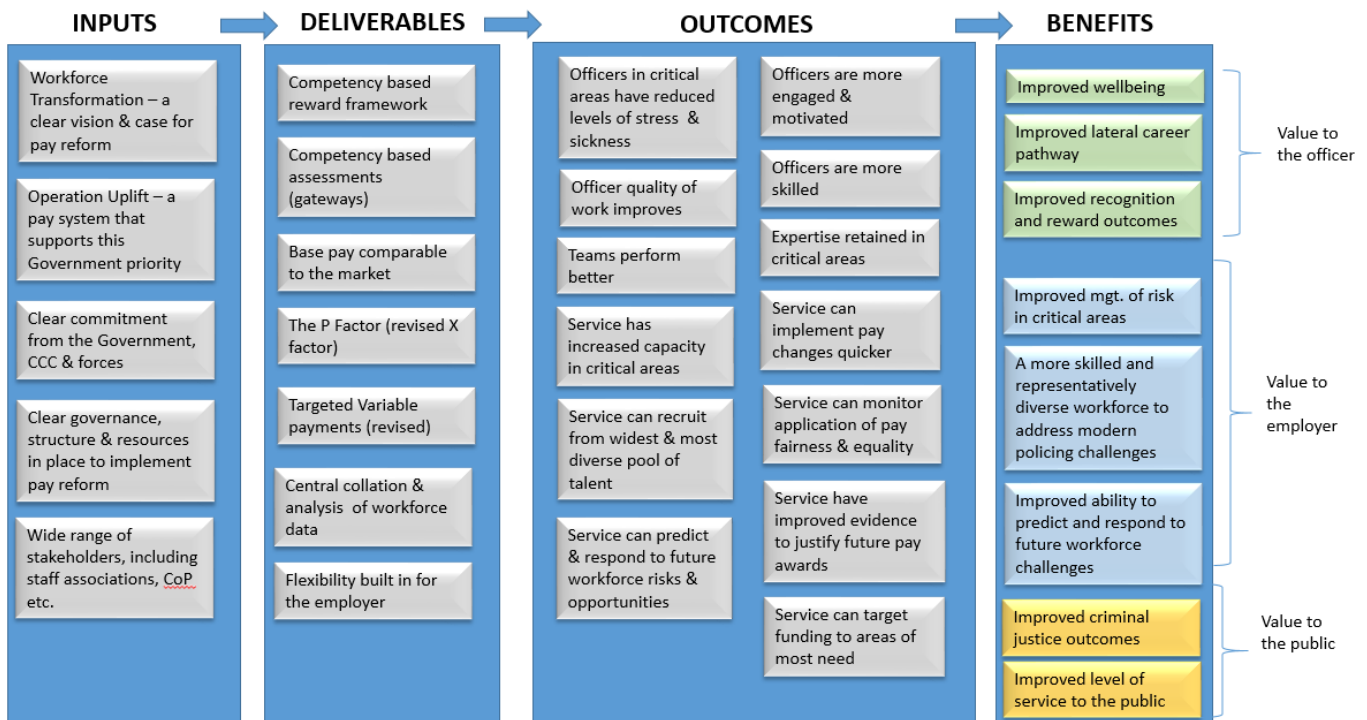 INPUTS
DELIVERABLES
OUTCOMES
BENEFITS
Workforce
Transformation – a
clear vision & case for
pay reform
Operation Uplift – a
pay system that
supports this
Government priority
Clear commitment
from the Government,
CCC & forces
Clear governance,
structure & resources
in place to implement
pay reform
Wide range of
stakeholders, including
staff associations, CoP
etc.
Competency based
reward framework
Competency based
assessments
(gateways)
Base pay comparable
to the market
The P Factor (revised X
factor)
Targeted Variable
payments (revised)
Central collation &
analysis of workforce
data
Flexibility built in for
the employer
Officers in critical
areas have reduced
levels of stress &
sickness
Officer quality of
work improves
Teams perform
better
Service has
increased capacity
in critical areas
Service can recruit
from widest & most
diverse pool of
talent
Service can predict
& respond to future
workforce risks &
opportunities
Officers are more
engaged &
motivated
Officers are more
skilled
Expertise retained in
critical areas
Service can
implement pay
changes quicker
Service can monitor
application of pay
fairness & equality
Service have
improved evidence
to justify future pay
awards
Service can target
funding to areas of
most need
Improved wellbeing
Improved lateral career
pathway
Improved recognition
and reward outcomes
Improved mgt. of risk
in critical areas
A more skilled and
representatively
diverse workforce to
address modern
policing challenges
Improved ability to
predict and respond to
future workforce
challenges
Improved criminal
justice outcomes
Improved level of
service to the public
Value to
the officer
Value to
the
employer
Value to
the public